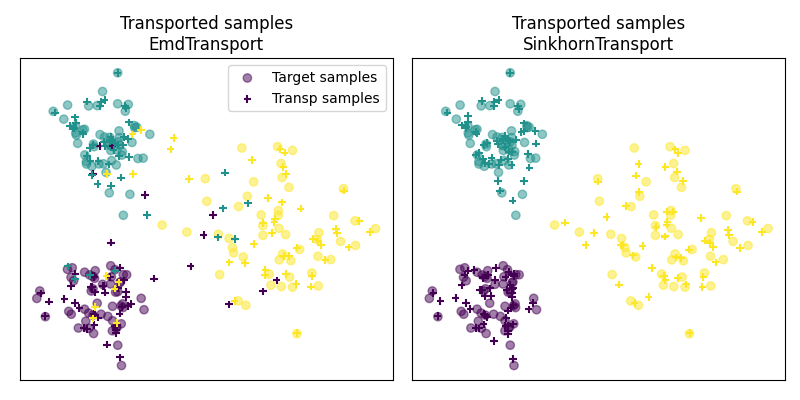 Transported samples
EmdTransport
Target samples
Transp samples
Transported samples
SinkhornTransport